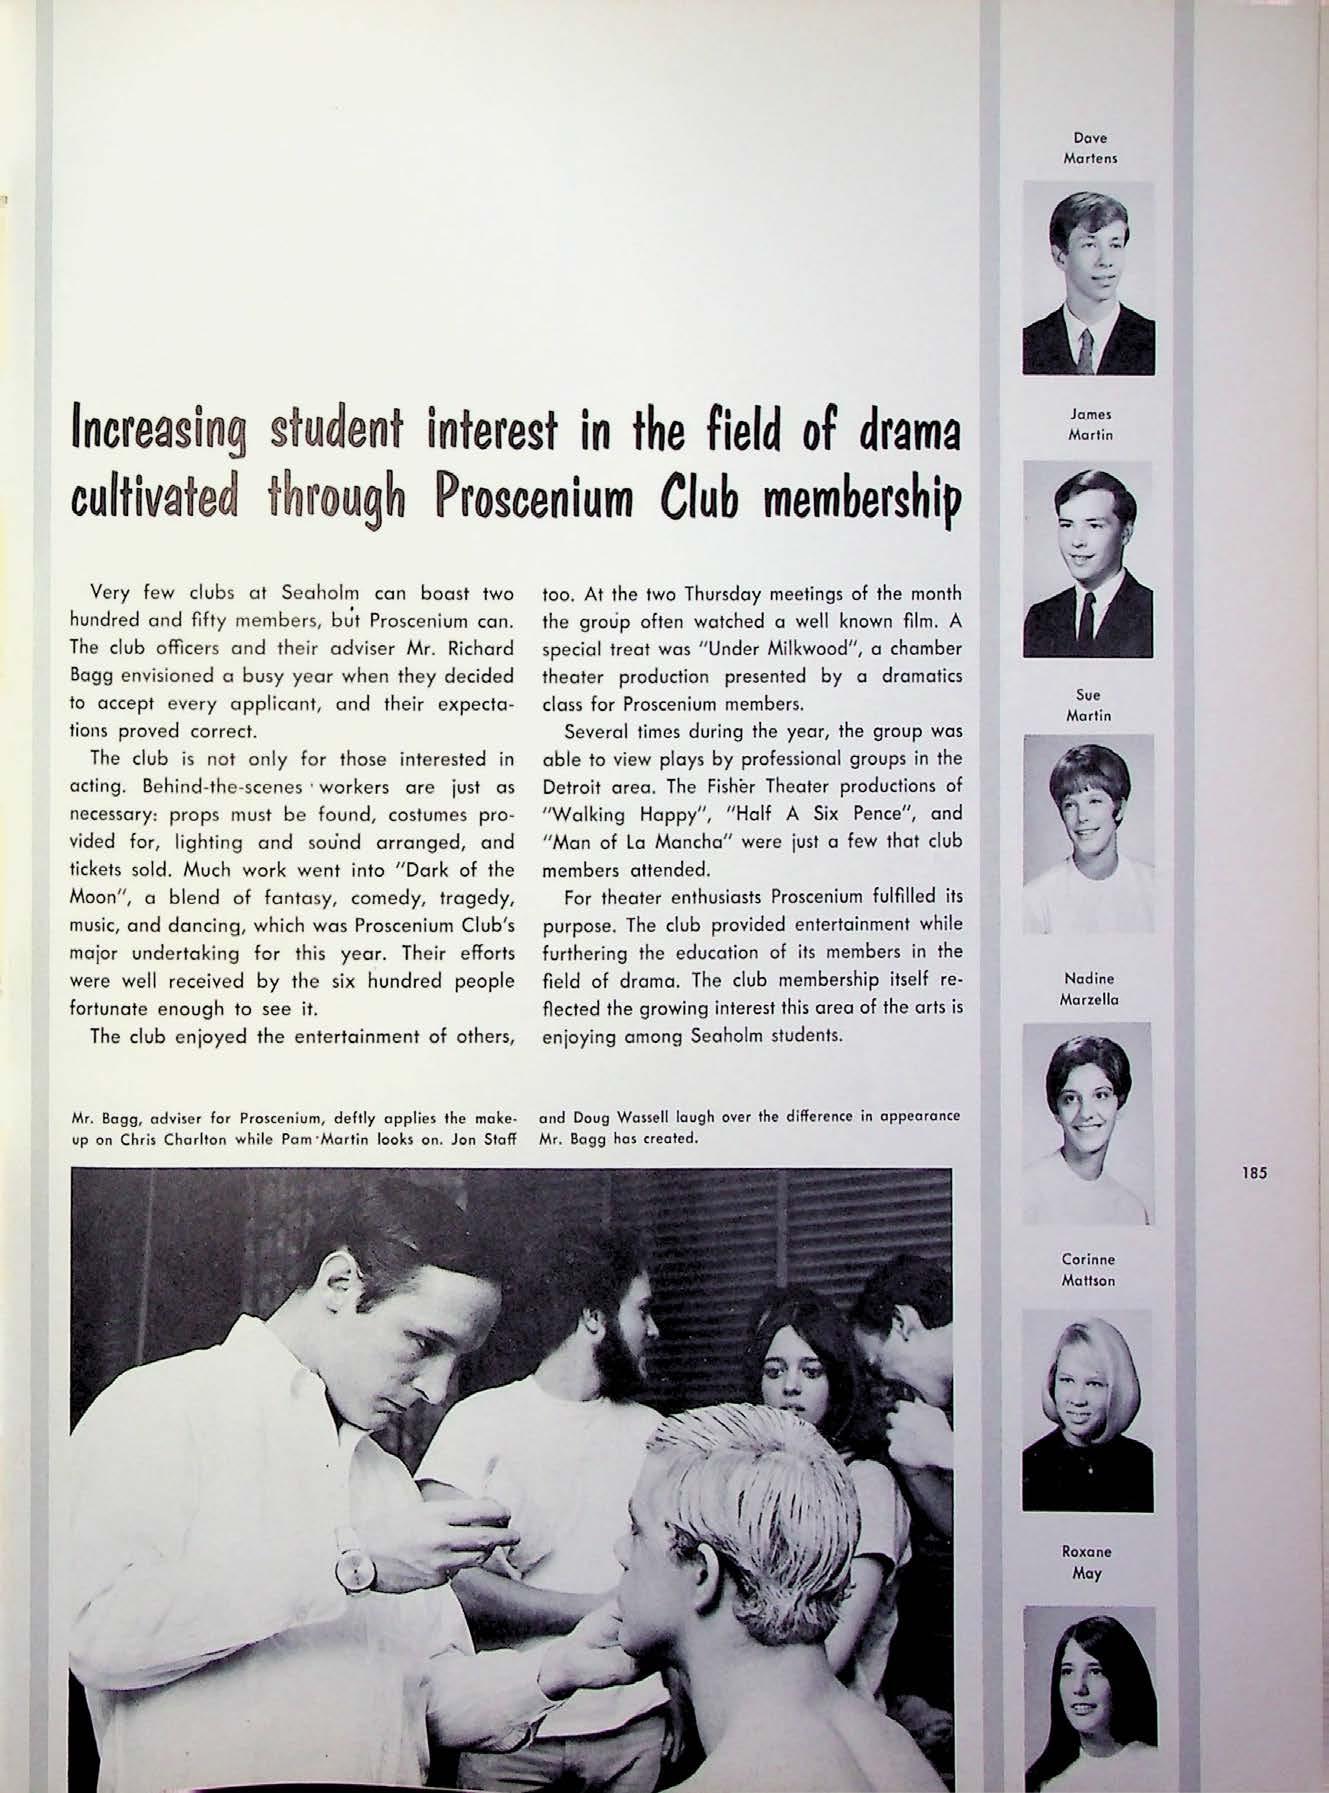 Increasing student interest in the field of drama
cultivated through Proscenium Club membership
Very few clubs at Seaholm can boast two
hundred and fifty members, but Proscenium can.
The club officers and their adviser Mr. Richard
Bagg envisioned a busy year when they decided
to accept every applicant, and their expecta-
tions proved correct.
The club is not only for those interested in
acting. Behind-the-scenes workers are just as
necessary: props must be found, costumes pro-
vided for, lighting and sound arranged, and
tickets sold. Much work went into "Dark of the
Moon", a blend of fantasy, comedy, tragedy,
music, and dancing, which was Proscenium Club's
major undertaking for this year. Their efforts
were well received by the six hundred people
fortunate enough to see it.
The club enjoyed the entertainment of others,
too. At the two Thursday meetings of the month
the group often watched a well known film. A
special treat was "Under Milkwood", a chamber
theater production presented by a dramatics
class for Proscenium members.
Several times during the year, the group was
able to view plays by professional groups in the
Detroit area. The Fisher Theater productions of
"Walking Happy", "Half A Six Pence", and
"Man of La Mancha" were just a few that club
members attended.
For theater enthusiasts Proscenium fulfilled its
purpose. The club provided entertainment while
furthering the education of its members in the
field of drama. The club membership itself re-
flected the growing interest this area of the arts is
enjoying among Seaholm students.
Mr. Bagg, adviser for Proscenium, deftly applies the make-
up on Chris Charlton while Pam Martin looks on. Jon Staff
and Doug Wassell laugh over the difference in appearance
Mr. Bagg has created.
Dave
Martens
James
Martin
Sue
Martin
Nadine
Marzella
Corinne
Mattson
Roxane
May
185